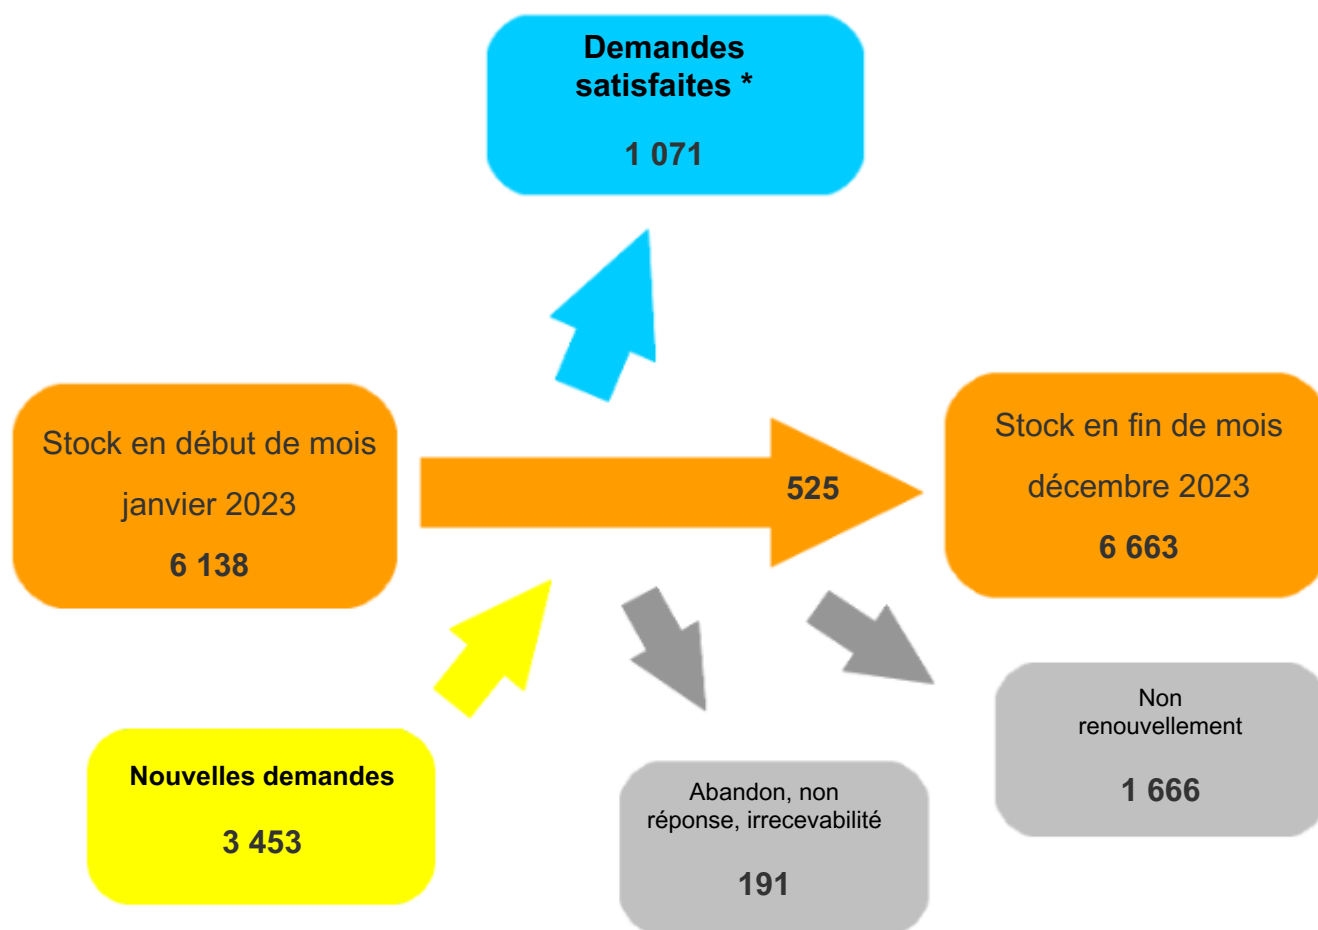 Demandes
satisfaites *
1 071
Stock en début de mois
janvier 2023
6 138
525
Stock en fin de mois
décembre 2023
6 663
Nouvelles demandes
3 453
Abandon, non
réponse, irrecevabilité
191
Non
renouvellement
1 666